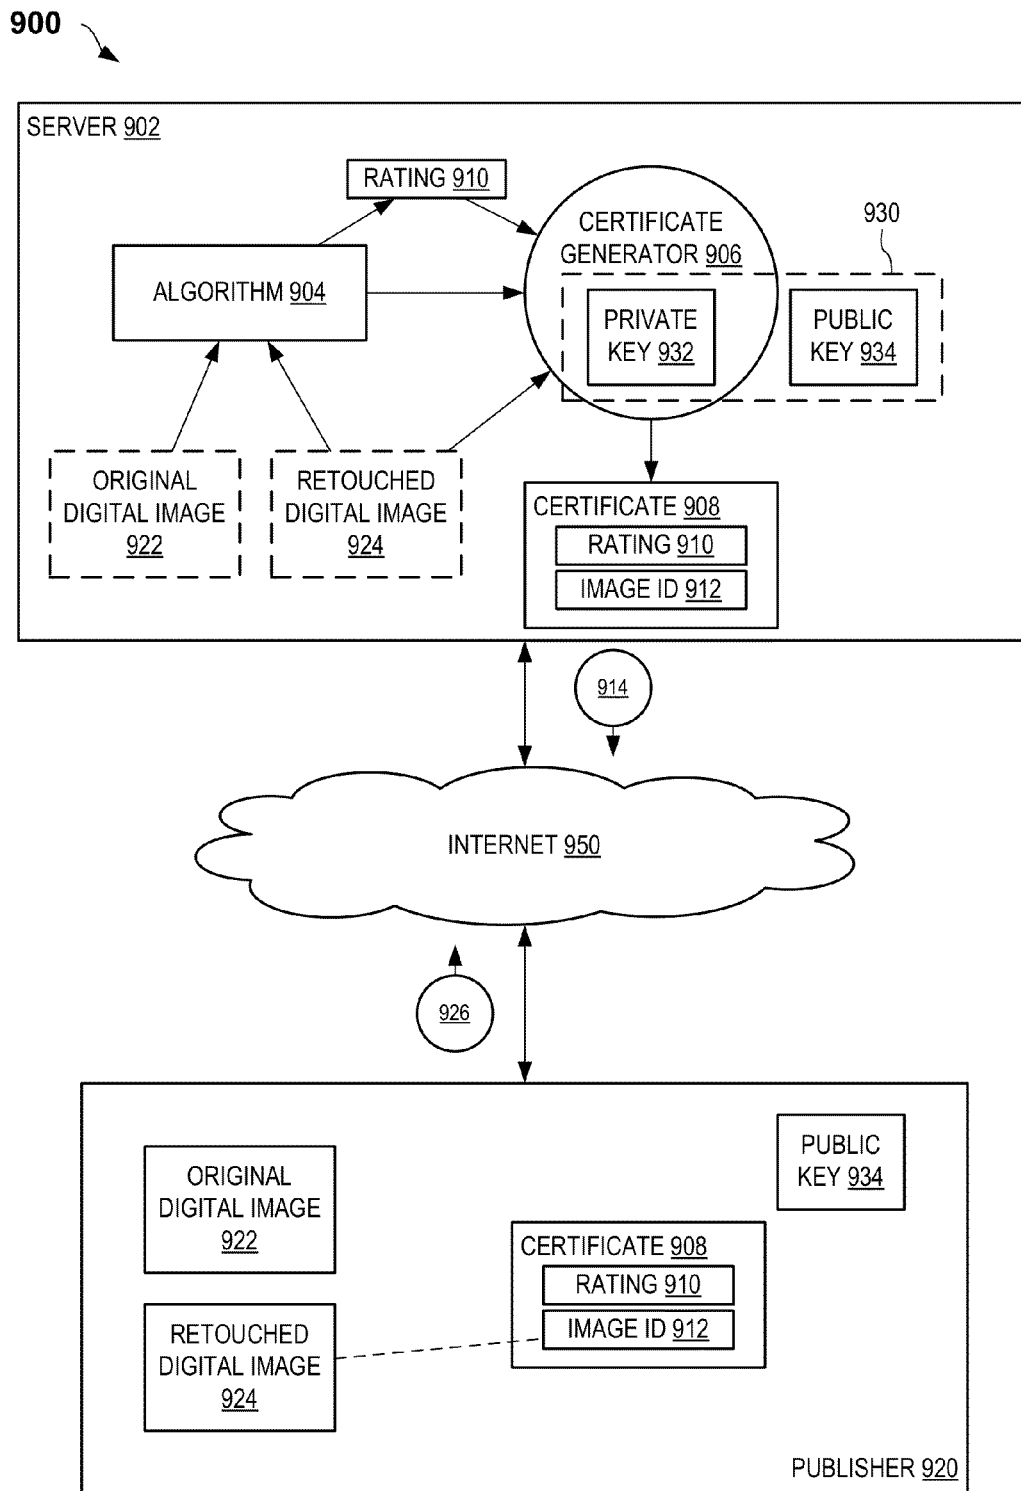 900
SERVER 902
RATING 910
CERTIFICATE
GENERATOR 906
930
ALGORITHM 904
PRIVATE
KEY 932
PUBLIC
KEY 934
ORIGINAL
DIGITAL IMAGE
922
RETOUCHED
DIGITAL IMAGE
924
CERTIFICATE 908
RATING 910
IMAGE ID 912
914
INTERNET 950
926
PUBLIC
KEY 934
ORIGINAL
DIGITAL IMAGE
922
CERTIFICATE 908
RATING 910
IMAGE ID 912
RETOUCHED
DIGITAL IMAGE
924
PUBLISHER 920